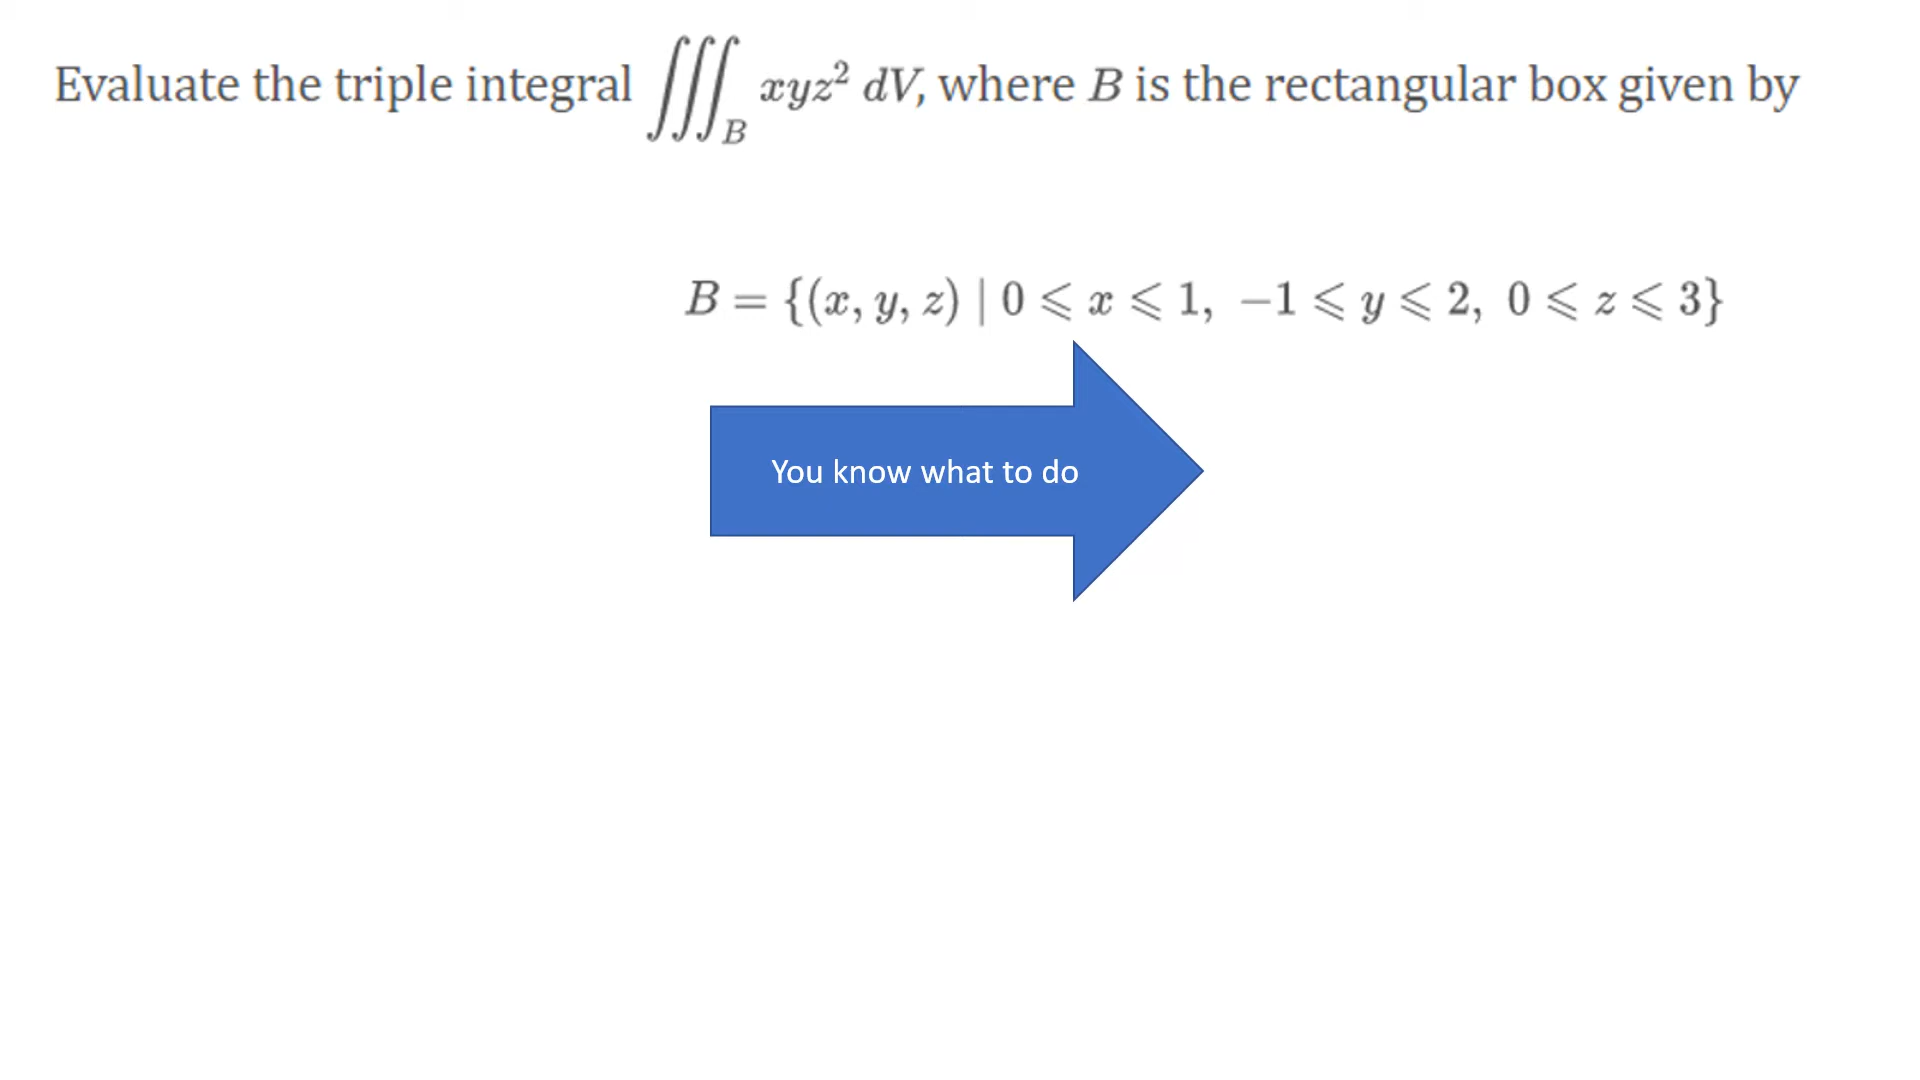 Evaluate the triple integral ∭_B xyz² dV, where B is the rectangular box given by
B = {(x, y, z) | 0 ⩽ x ⩽ 1, −1 ⩽ y ⩽ 2, 0 ⩽ z ⩽ 3}
You know what to do